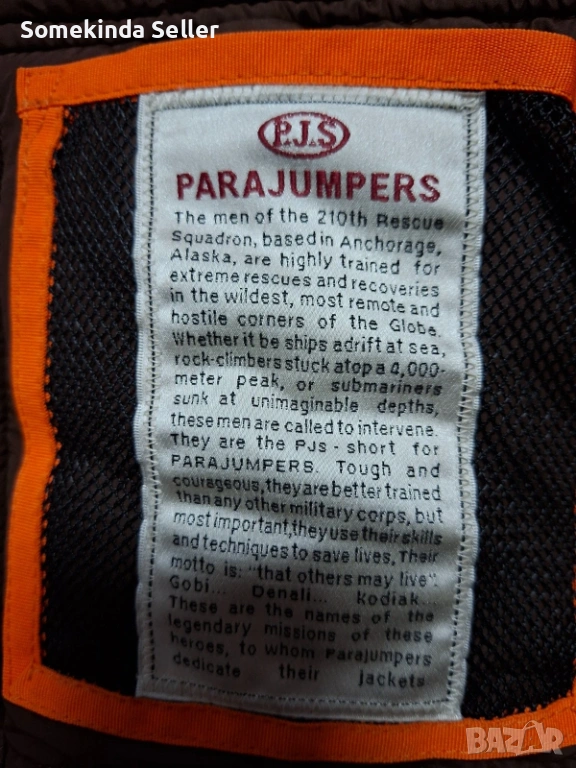 Somekinda Seller
P.J.S
PARAJUMPERS
The men of the 210th Rescue
Squadron, based in Anchorage,
Alaska, are highly trained for
extreme rescues and recoveries
in the wildest, most remote and
hostile corners of the Globe.
Whether it be ships adrift at sea,
rock-climbers stuck atop a 4,000-
meter peak, or submariners
sunk at unimaginable depths,
these men are called to intervene.
They are the PJs - short for
PARAJUMPERS. Tough and
courageous, they are better trained
than any other military corps, but
most important, they use their skills
and techniques to save lives. Their
motto is: "that others may live".
Gobi... Denali... Kodiak...
These are the names of the
legendary missions of these
heroes, to whom Parajumpers
dedicate their jackets
BAZAR